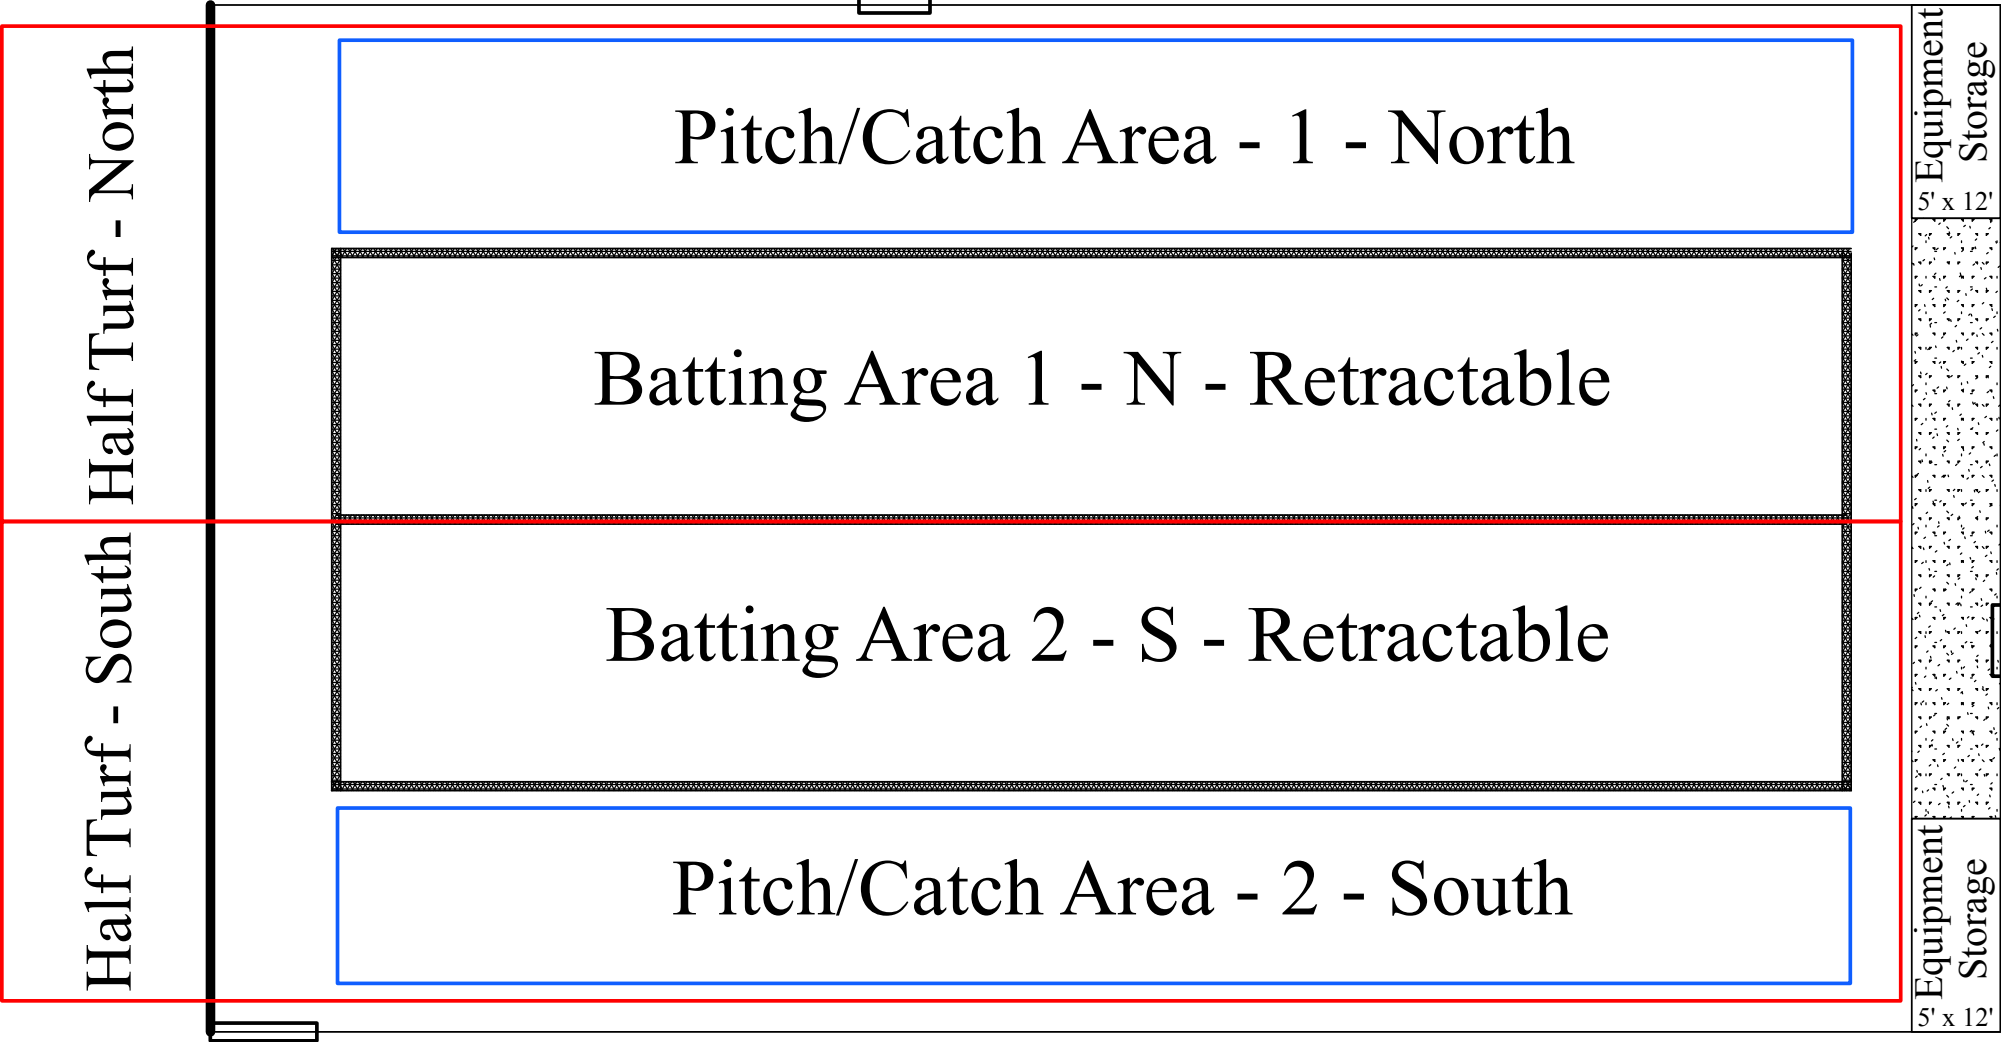 Half Turf - North
Pitch/Catch Area - 1 - North
Equipment
Storage
5' x 12'
Batting Area 1 - N - Retractable
Half Turf - South
Batting Area 2 - S - Retractable
Pitch/Catch Area - 2 - South
Equipment
Storage
5' x 12'